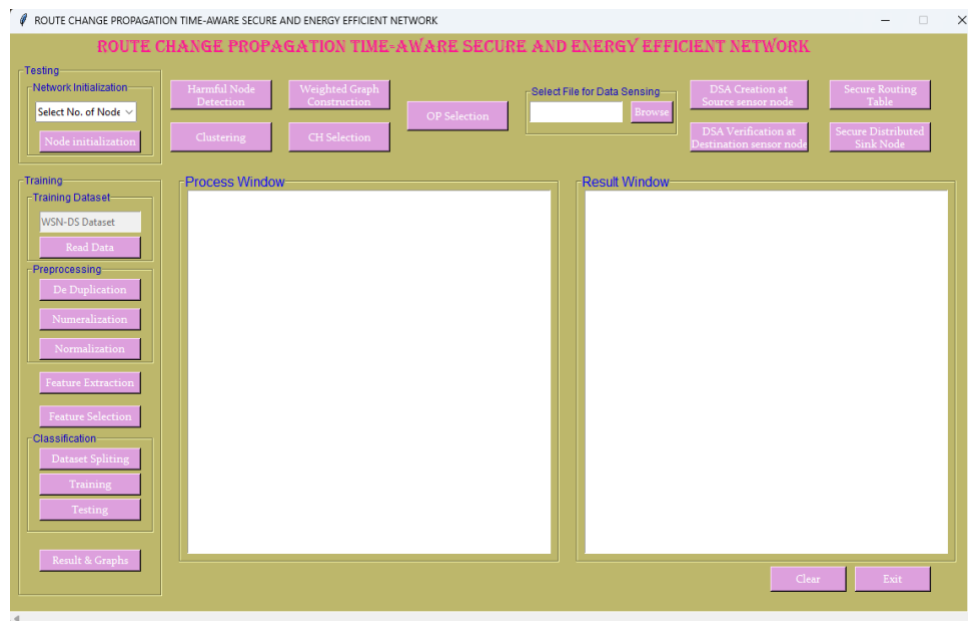 ROUTE CHANGE PROPAGATION TIME-AWARE SECURE AND ENERGY EFFICIENT NETWORK
ROUTE CHANGE PROPAGATION TIME-AWARE SECURE AND ENERGY EFFICIENT NETWORK
Testing
Network Initialization
Select No. of Node
Node initialization
Harmful Node
Detection
Clustering
Weighted Graph
Construction
CH Selection
OP Selection
Select File for Data Sensing
Browse
DSA Creation at
Source sensor node
DSA Verification at
Destination sensor node
Secure Routing
Table
Secure Distributed
Sink Node
Training
Training Dataset
WSN-DS Dataset
Read Data
Preprocessing
De Duplication
Numeralization
Normalization
Feature Extraction
Feature Selection
Classification
Dataset Spliting
Training
Testing
Result & Graphs
Process Window
Result Window
Clear
Exit